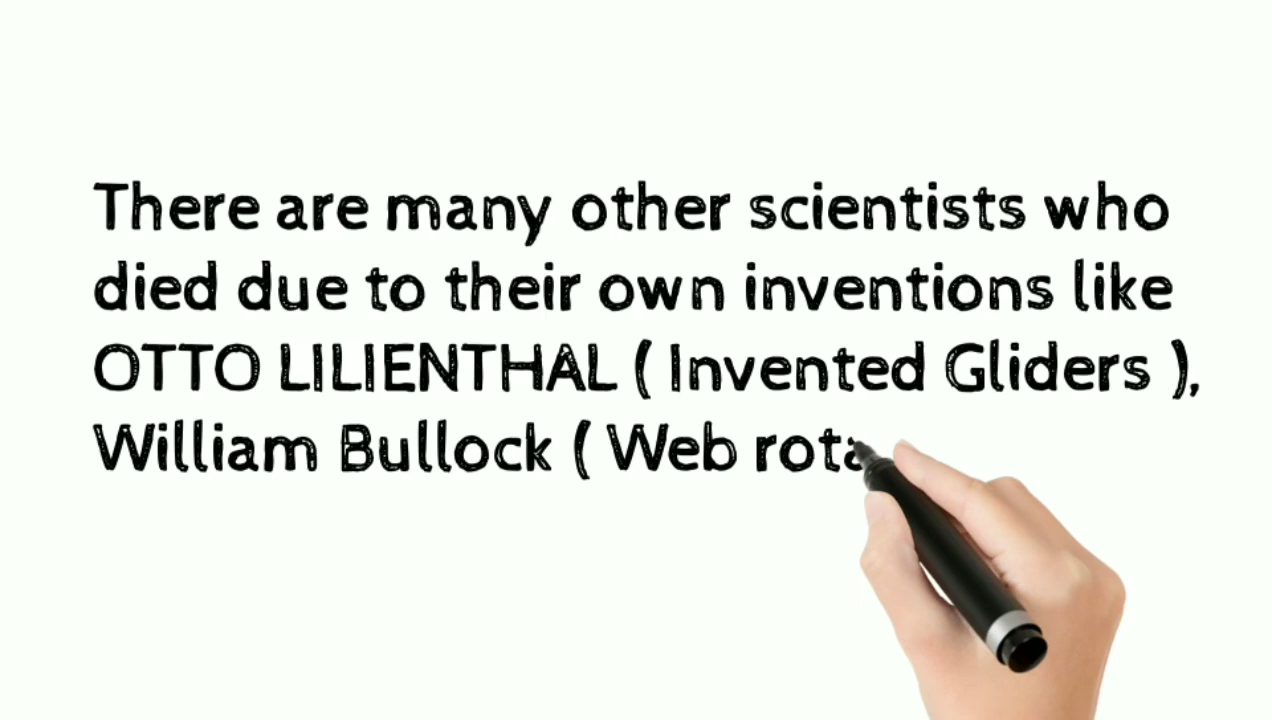 There are many other scientists who
died due to their own inventions like
OTTO LILIENTHAL ( Invented Gliders ),
William Bullock ( Web rota